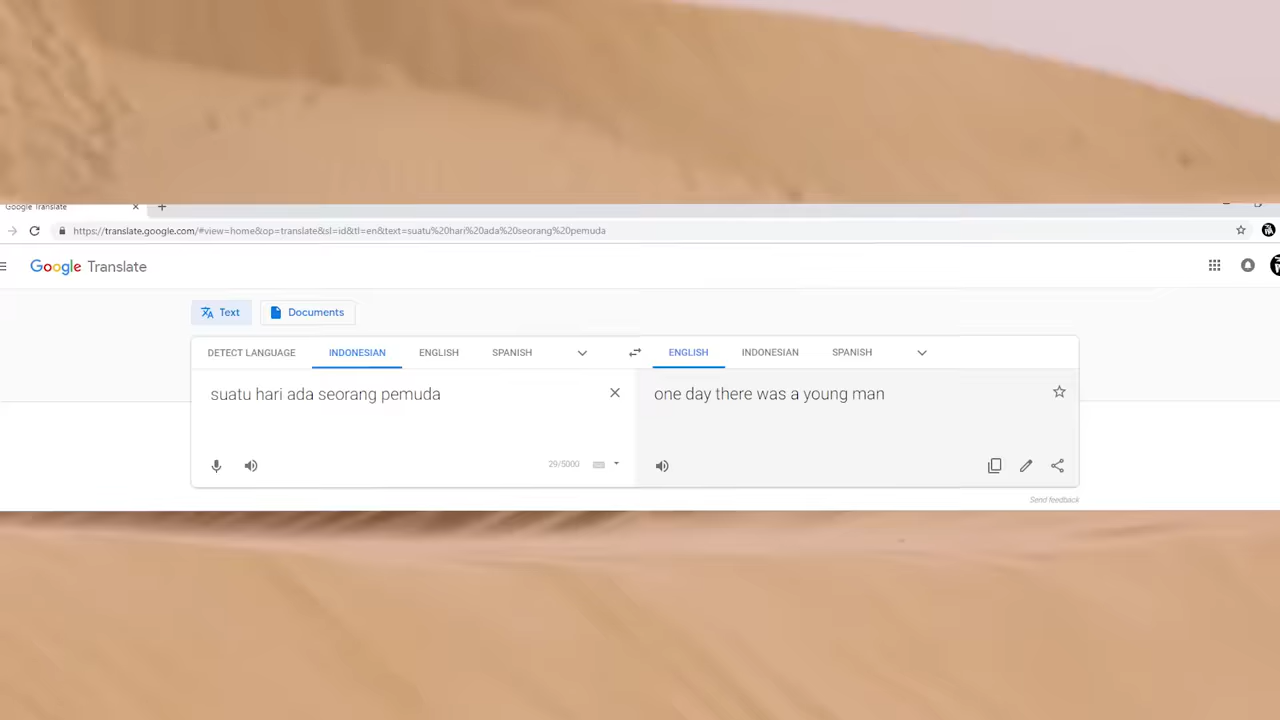 Google Translate
https://translate.google.com/#view=home&op=translate&sl=id&tl=en&text=suatu%20hari%20ada%20seorang%20pemuda
Google Translate
Text Documents
DETECT LANGUAGE INDONESIAN ENGLISH SPANISH ENGLISH INDONESIAN SPANISH
suatu hari ada seorang pemuda one day there was a young man
29/5000
Send feedback